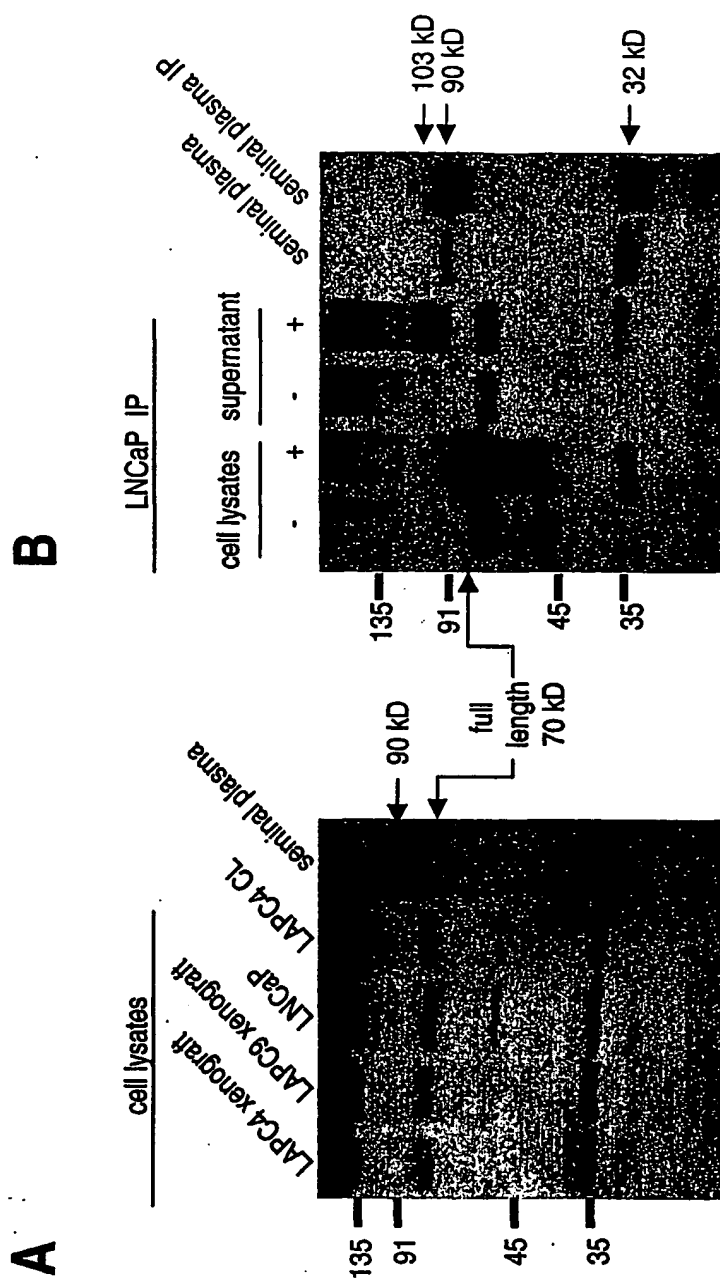 A
cell lysates
LAPC4 xenograft
LAPC9 xenograft
LNCaP
LAPC4 CL
seminal plasma
135
91
45
35
90 kD
full
length
70 kD
B
LNCaP IP
cell lysates
supernatant
- + - +
seminal plasma
seminal plasma IP
135
91
45
35
103 kD
90 kD
32 kD